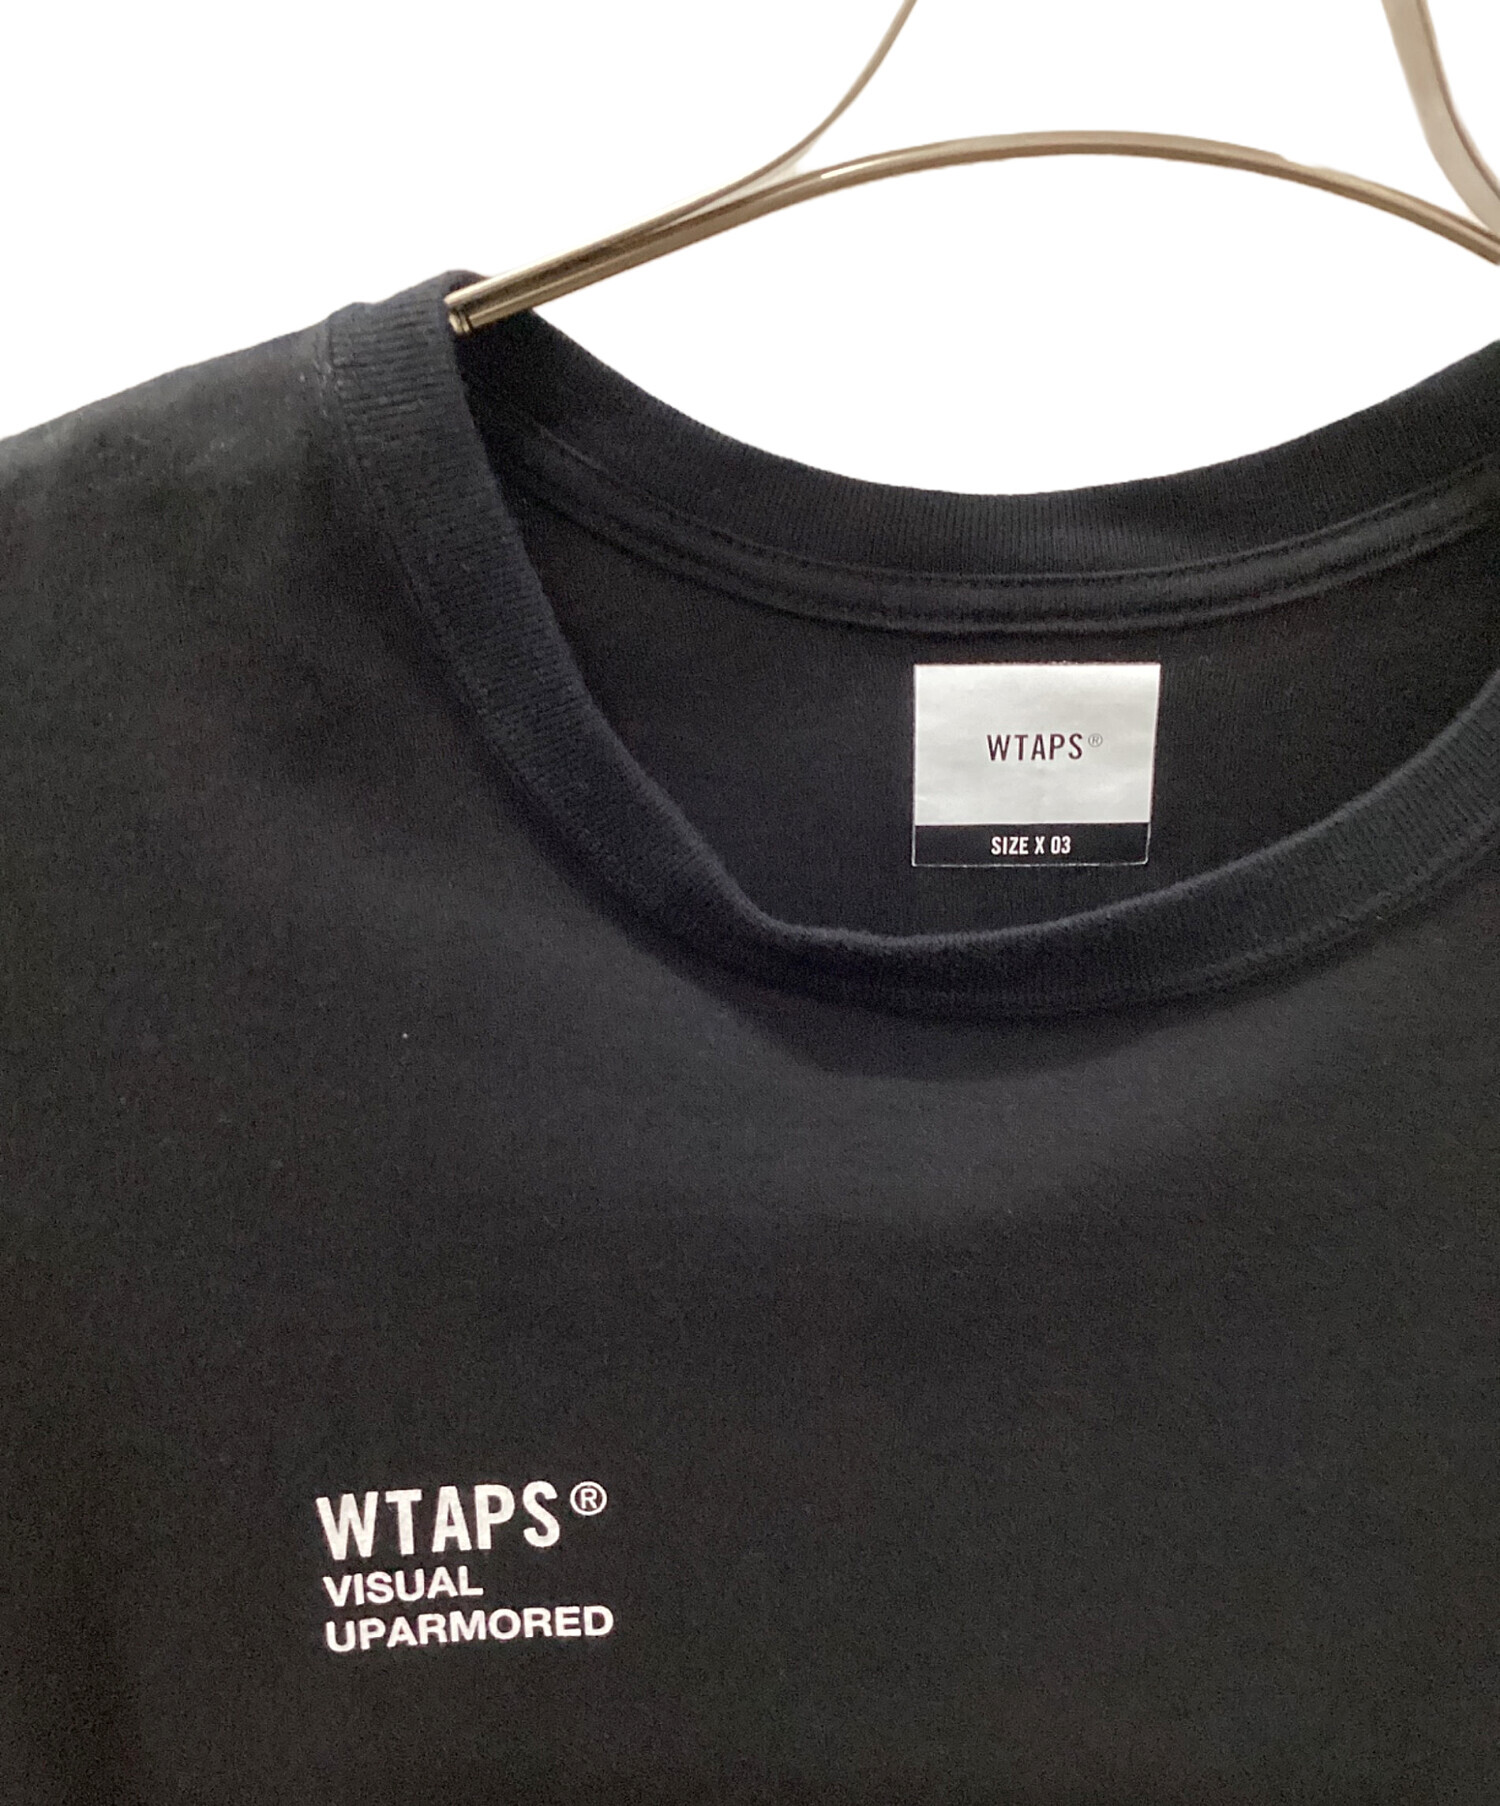 WTAPS®
SIZE X 03
WTAPS®
VISUAL
UPARMORED